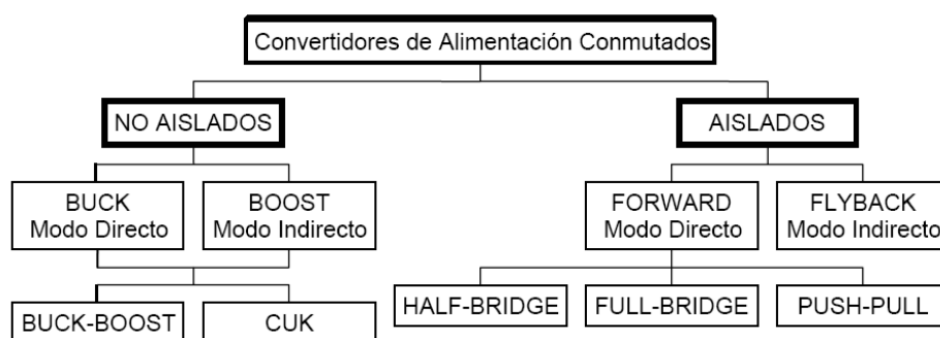 Convertidores de Alimentación Conmutados
NO AISLADOS
AISLADOS
BUCK
Modo Directo
BOOST
Modo Indirecto
FORWARD
Modo Directo
FLYBACK
Modo Indirecto
BUCK-BOOST
CUK
HALF-BRIDGE
FULL-BRIDGE
PUSH-PULL